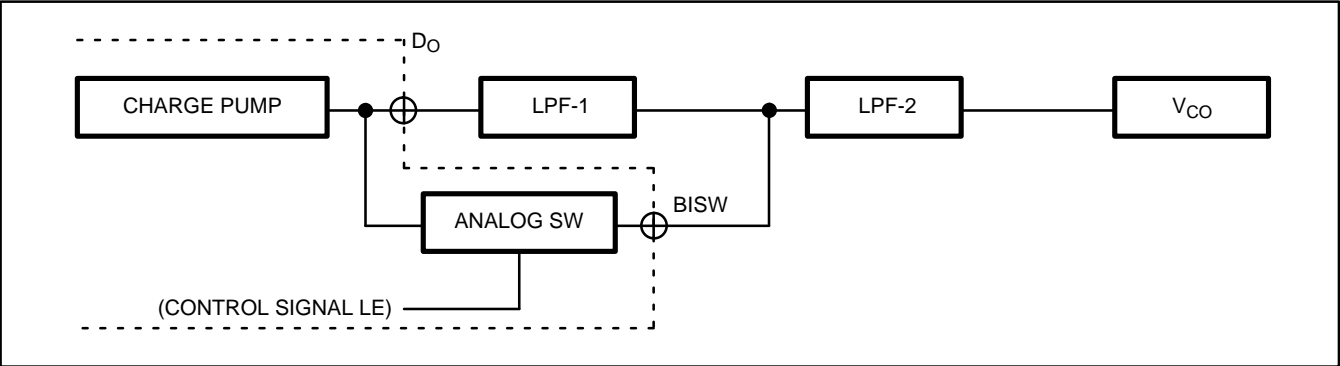 D_O
CHARGE PUMP
LPF-1
LPF-2
V_CO
BISW
ANALOG SW
(CONTROL SIGNAL LE)